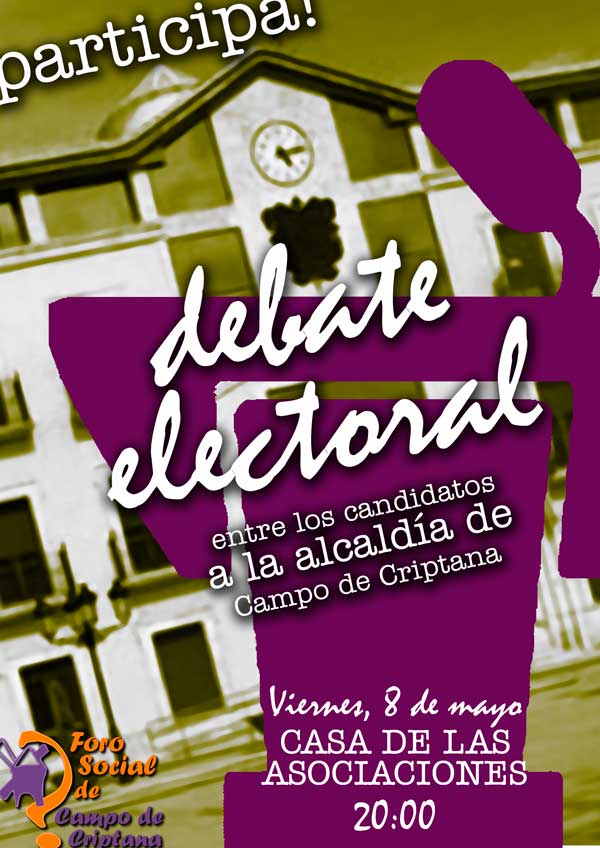 participa!
debate
electoral
entre los candidatos
a la alcaldía de
Campo de Criptana
Viernes, 8 de mayo
CASA DE LAS
ASOCIACIONES
20:00
Foro
Social
de
Campo de
Criptana